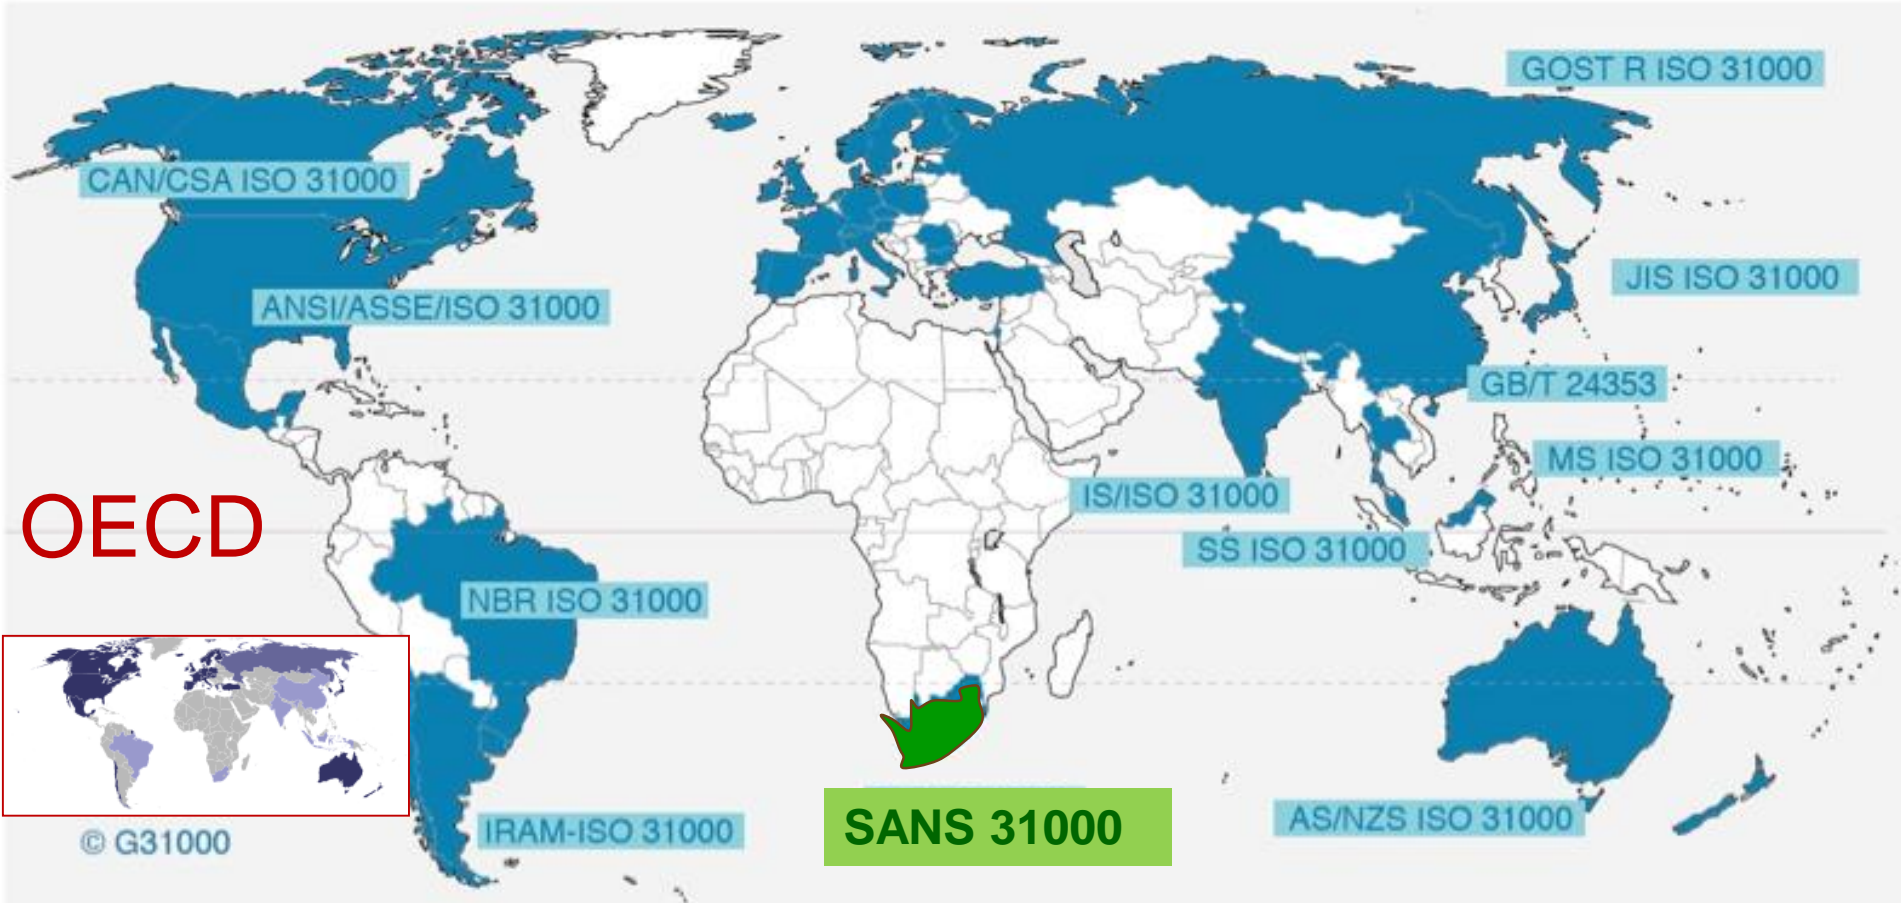 GOST R ISO 31000
CAN/CSA ISO 31000
JIS ISO 31000
ANSI/ASSE/ISO 31000
GB/T 24353
MS ISO 31000
IS/ISO 31000
OECD
SS ISO 31000
NBR ISO 31000
IRAM-ISO 31000
SANS 31000
AS/NZS ISO 31000
© G31000